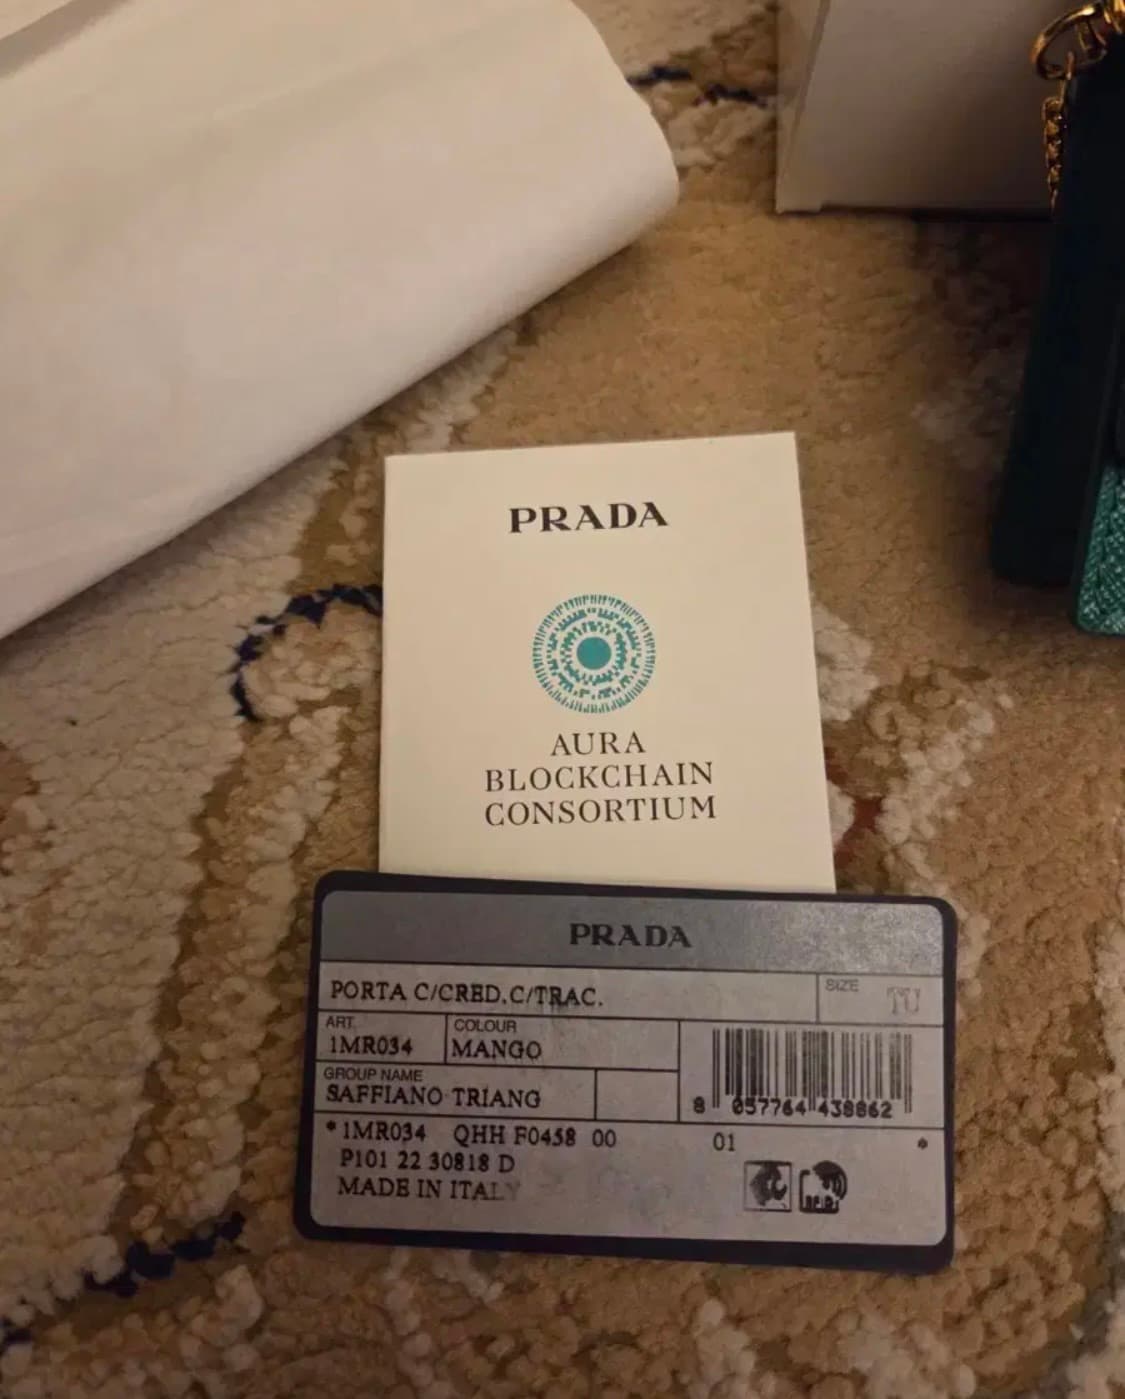 PRADA
AURA
BLOCKCHAIN
CONSORTIUM
PRADA
PORTA C/CRED.C/TRAC.
SIZE TU
ART. COLOUR
1MR034 MANGO
GROUP NAME
SAFFIANO TRIANG
8 057764 438862
*1MR034 QHH F0458 00 01 *
P101 22 30818 D
MADE IN ITALY
RFID